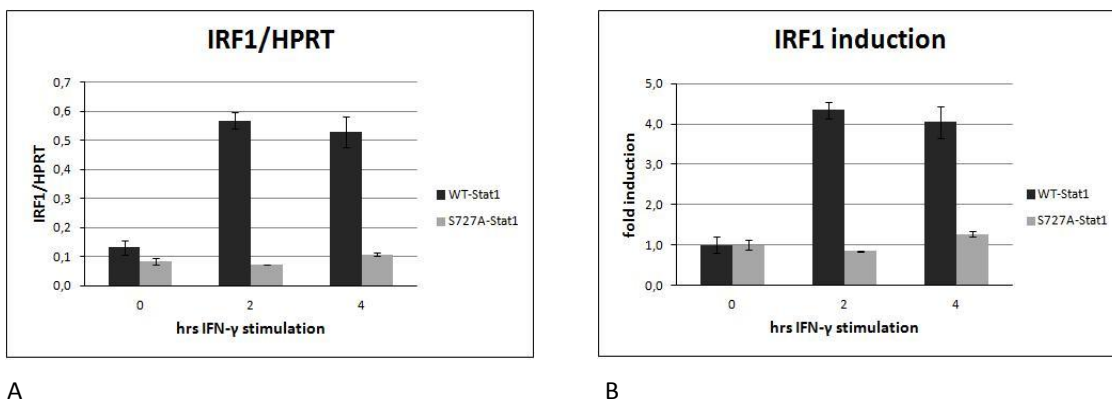 IRF1/HPRT
0,7
0,6
0,5
0,4
0,3
0,2
0,1
0,0
IRF1/HPRT
0 2 4
hrs IFN-γ stimulation
WT-Stat1
S727A-Stat1
A
IRF1 induction
5,0
4,0
3,0
2,0
1,0
0,0
fold induction
0 2 4
hrs IFN-γ stimulation
WT-Stat1
S727A-Stat1
B